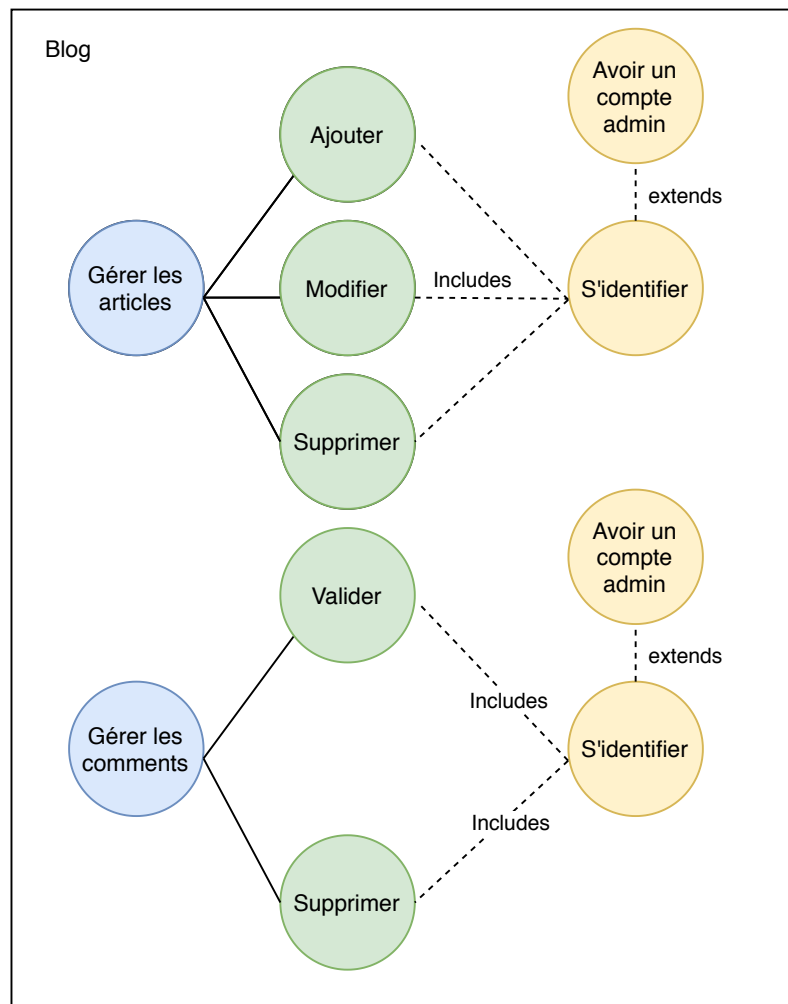 Blog
Avoir un
compte
admin
Ajouter
extends
Gérer les
articles
Modifier
Includes
S'identifier
Supprimer
Avoir un
compte
admin
Valider
extends
Includes
Gérer les
comments
S'identifier
Includes
Supprimer